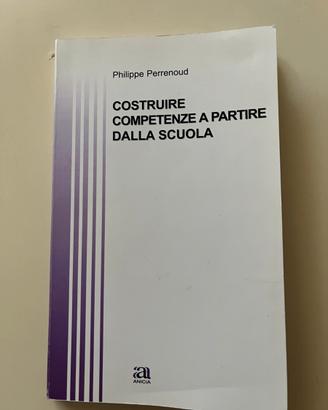 Philippe Perrenoud
COSTRUIRE
COMPETENZE A PARTIRE
DALLA SCUOLA
a
ANICIA